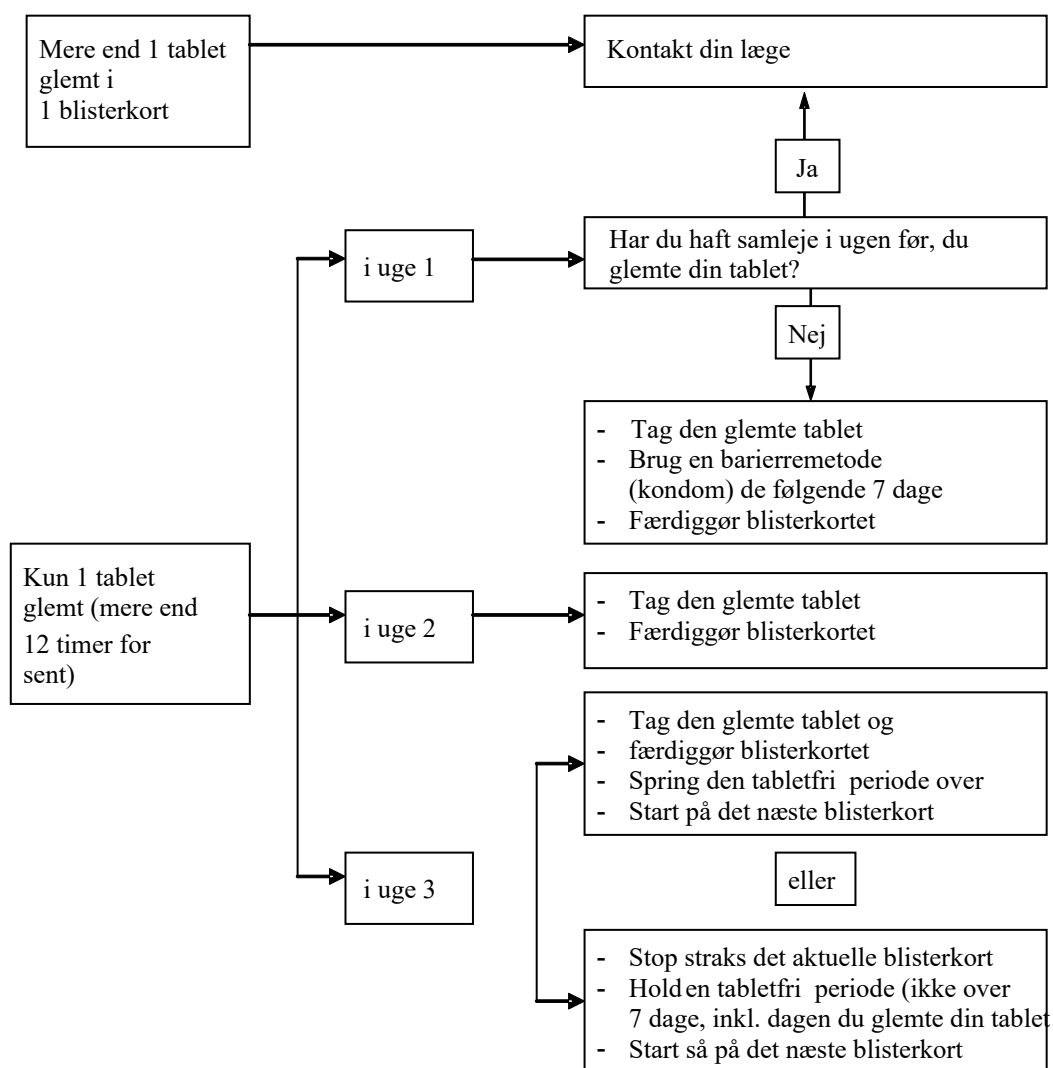 Mere end 1 tablet
glemt i
1 blisterkort
Kontakt din læge
Ja
Har du haft samleje i ugen før, du
glemte din tablet?
i uge 1
Nej
- Tag den glemte tablet
- Brug en barierremetode
(kondom) de følgende 7 dage
- Færdiggør blisterkortet
Kun 1 tablet
glemt (mere end
12 timer for
sent)
i uge 2
- Tag den glemte tablet
- Færdiggør blisterkortet
- Tag den glemte tablet og
- færdiggør blisterkortet
- Spring den tabletfri periode over
- Start på det næste blisterkort
i uge 3
eller
- Stop straks det aktuelle blisterkort
- Hold en tabletfri periode (ikke over
7 dage, inkl. dagen du glemte din tablet
- Start så på det næste blisterkort